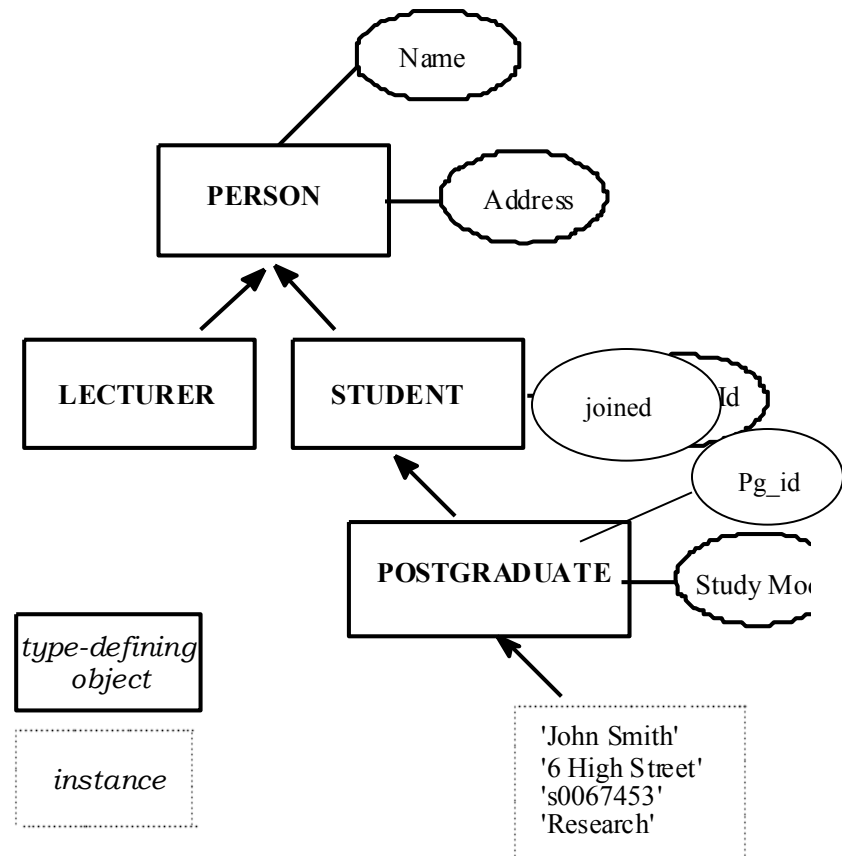 Name
PERSON
Address
LECTURER
STUDENT
joined
Id
Pg_id
POSTGRADUATE
Study Mo
type-defining
object
instance
'John Smith'
'6 High Street'
's0067453'
'Research'